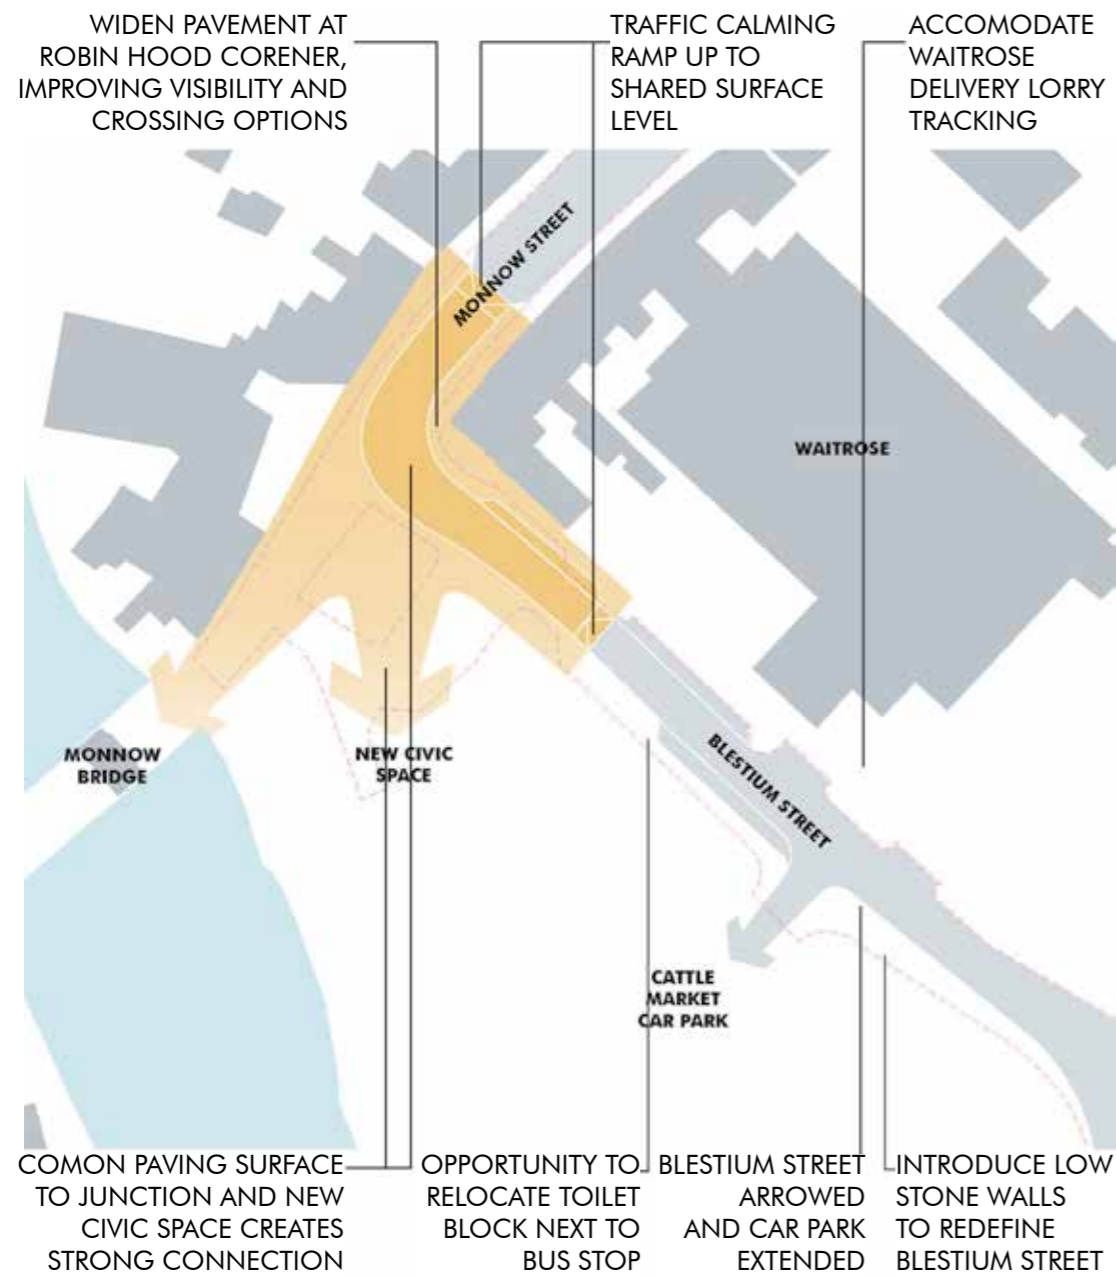 WIDEN PAVEMENT AT
ROBIN HOOD CORENER,
IMPROVING VISIBILITY AND
CROSSING OPTIONS
TRAFFIC CALMING
RAMP UP TO
SHARED SURFACE
LEVEL
ACCOMODATE
WAITROSE
DELIVERY LORRY
TRACKING
MONNOW STREET
WAITROSE
MONNOW
BRIDGE
NEW CIVIC
SPACE
BLESTIUM STREET
CATTLE
MARKET
CAR PARK
COMON PAVING SURFACE
TO JUNCTION AND NEW
CIVIC SPACE CREATES
STRONG CONNECTION
OPPORTUNITY TO
RELOCATE TOILET
BLOCK NEXT TO
BUS STOP
BLESTIUM STREET
ARROWED
AND CAR PARK
EXTENDED
INTRODUCE LOW
STONE WALLS
TO REDEFINE
BLESTIUM STREET